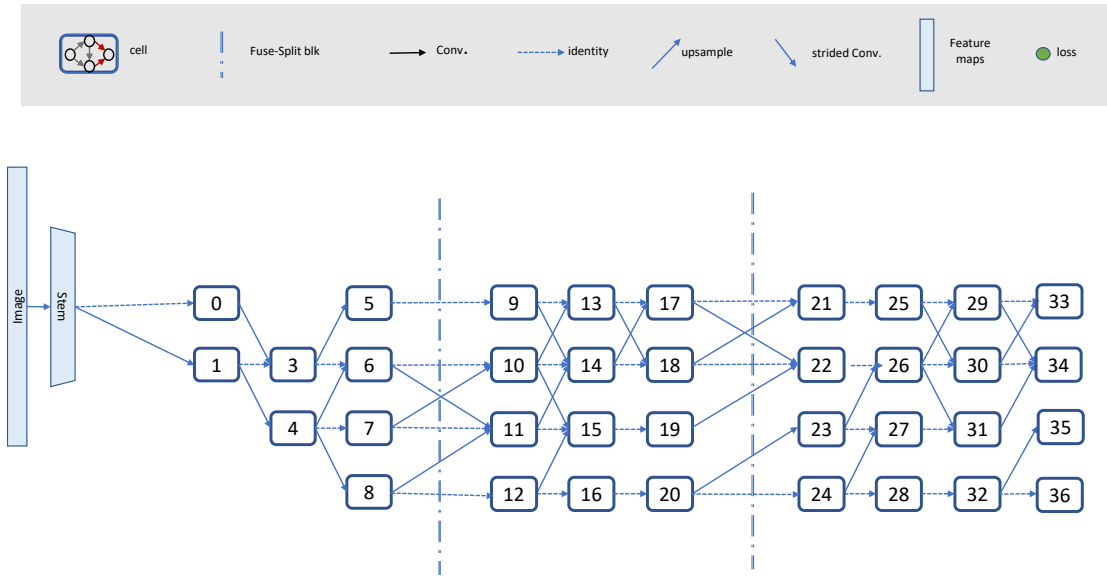 cell
Fuse-Split blk
Conv.
identity
upsample
strided Conv.
Feature
maps
loss
Image
Stem
0 5 9 13 17 21 25 29 33
1 3 6 10 14 18 22 26 30 34
4 7 11 15 19 23 27 31 35
8 12 16 20 24 28 32 36